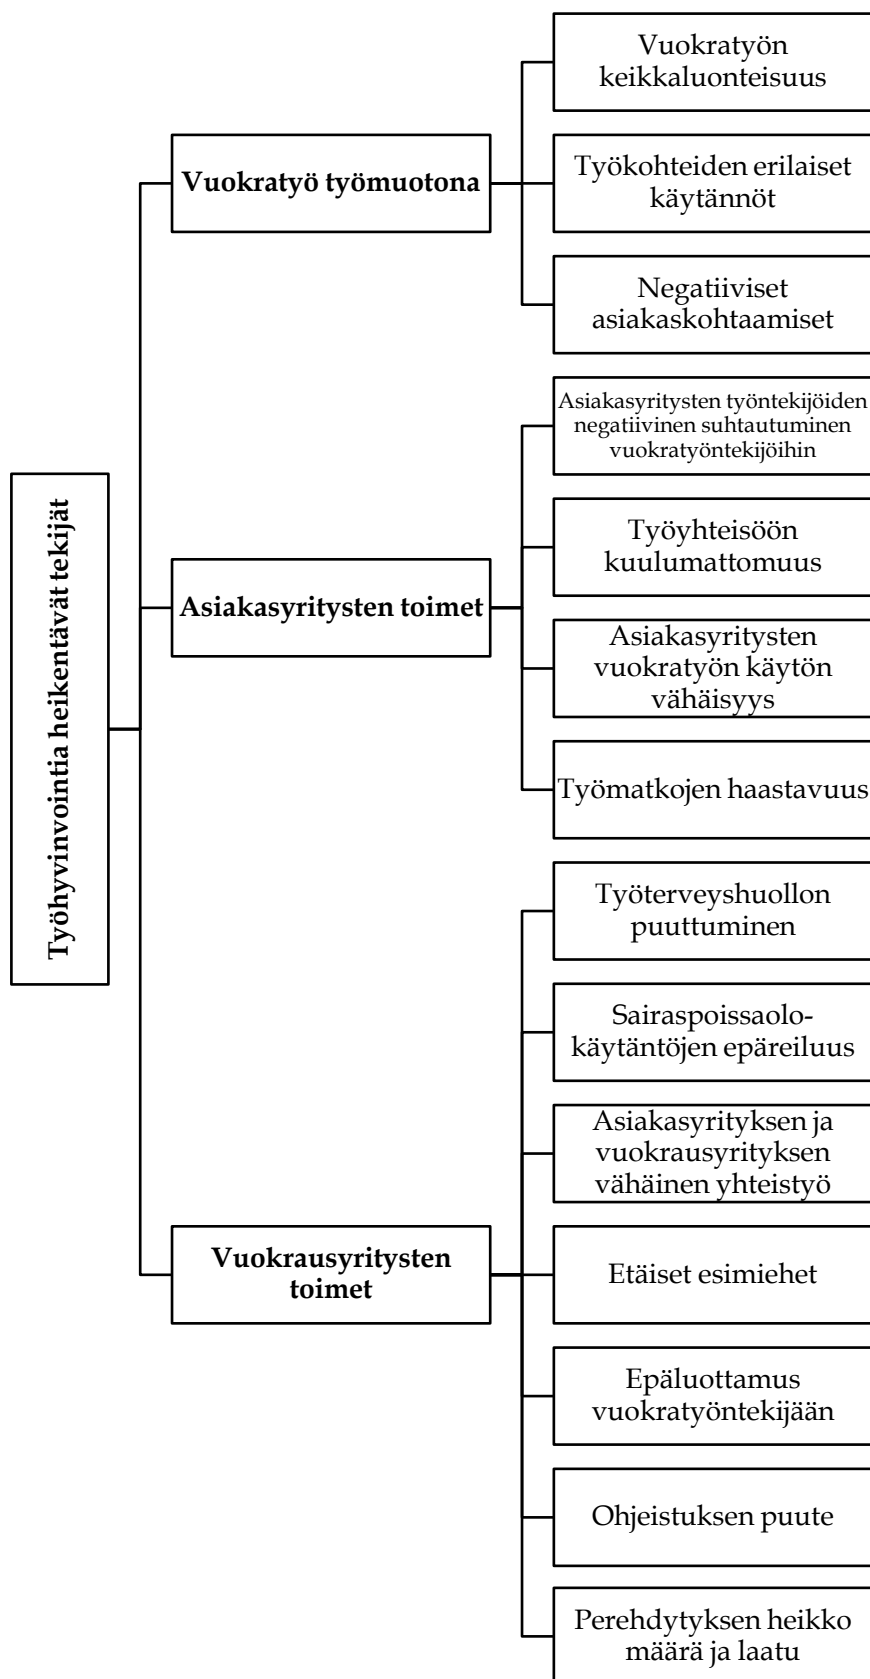 Työhyvinvointia heikentävät tekijät
Vuokratyö työmuotona
Vuokratyön
keikkaluonteisuus
Työkohteiden erilaiset
käytännöt
Negatiiviset
asiakaskohtaamiset
Asiakasyritysten toimet
Asiakasyritysten työntekijöiden
negatiivinen suhtautuminen
vuokratyöntekijöihin
Työyhteisöön
kuulumattomuus
Asiakasyritysten
vuokratyön käytön
vähäisyys
Työmatkojen haastavuus
Vuokrausyritysten
toimet
Työterveyshuollon
puuttuminen
Sairaspoissaolo-
käytäntöjen epäreiluus
Asiakasyrityksen ja
vuokrausyrityksen
vähäinen yhteistyö
Etäiset esimiehet
Epäluottamus
vuokratyöntekijään
Ohjeistuksen puute
Perehdytyksen heikko
määrä ja laatu